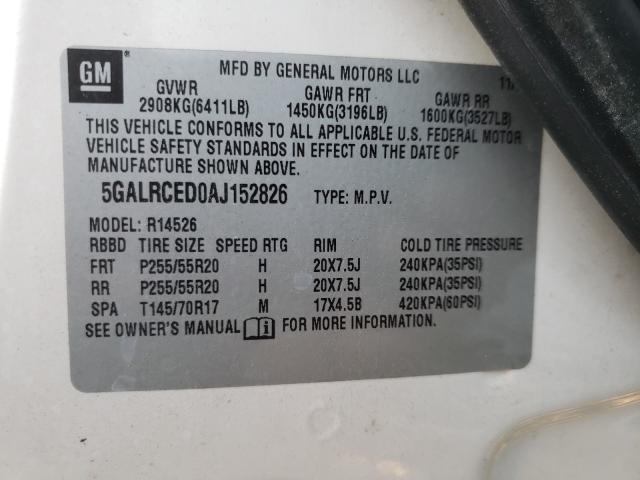 GM
®
MFD BY GENERAL MOTORS LLC
GVWR GAWR FRT GAWR RR
2908KG(6411LB) 1450KG(3196LB) 1600KG(3527LB)
THIS VEHICLE CONFORMS TO ALL APPLICABLE U.S. FEDERAL MOTOR
VEHICLE SAFETY STANDARDS IN EFFECT ON THE DATE OF
MANUFACTURE SHOWN ABOVE.
5GALRCED0AJ152826 TYPE: M.P.V.
MODEL: R14526
RBBD TIRE SIZE SPEED RTG RIM COLD TIRE PRESSURE
FRT P255/55R20 H 20X7.5J 240KPA(35PSI)
RR P255/55R20 H 20X7.5J 240KPA(35PSI)
SPA T145/70R17 M 17X4.5B 420KPA(60PSI)
SEE OWNER'S MANUAL FOR MORE INFORMATION.